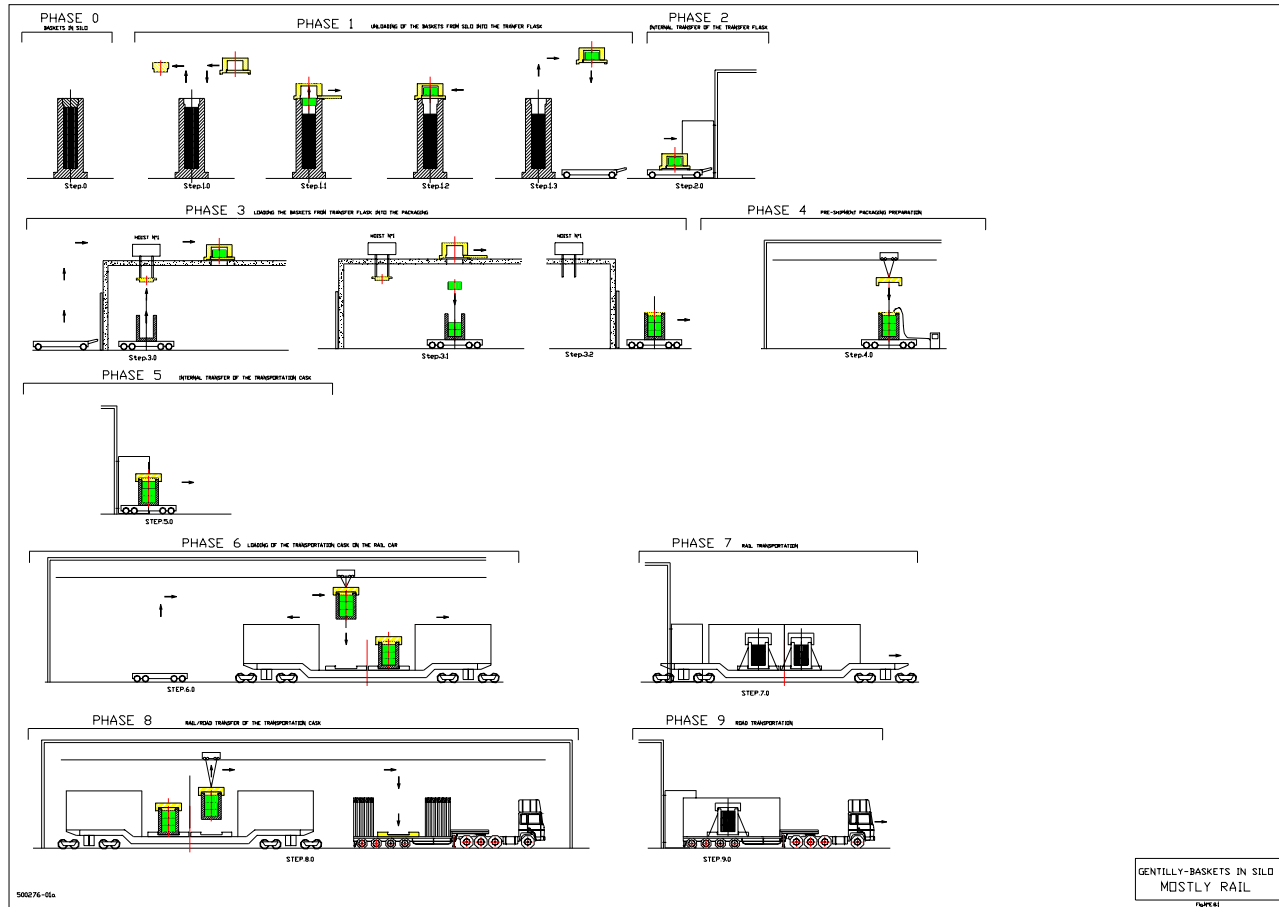 PHASE 0
BASKETS IN SILO
PHASE 1 UNLOADING OF THE BASKETS FROM SILO INTO THE TRANFER FLASK
PHASE 2
INTERNAL TRANSFER OF THE TRANSFER FLASK
Step.0
Step.1.0
Step.1.1
Step.1.2
Step.1.3
Step.2.0
PHASE 3 LOADING THE BASKETS FROM TRANSFER FLASK INTO THE PACKAGING
PHASE 4 PRE-SHIPMENT PACKAGING PREPARATION
HOIST Nº1
HOIST Nº1
HOIST Nº1
Step.3.0
Step.3.1
Step.3.2
Step.4.0
PHASE 5 INTERNAL TRANSFER OF THE TRANSPORTATION CASK
STEP.5.0
PHASE 6 LOADING OF THE TRANSPORTATION CASK ON THE RAIL CAR
PHASE 7 RAIL TRANSPORTATION
STEP.6.0
STEP.7.0
PHASE 8 RAIL/ROAD TRANSFER OF THE TRANSPORTATION CASK
PHASE 9 ROAD TRANSPORTATION
STEP.8.0
STEP.9.0
500276-01a
GENTILLY-BASKETS IN SILO
MOSTLY RAIL